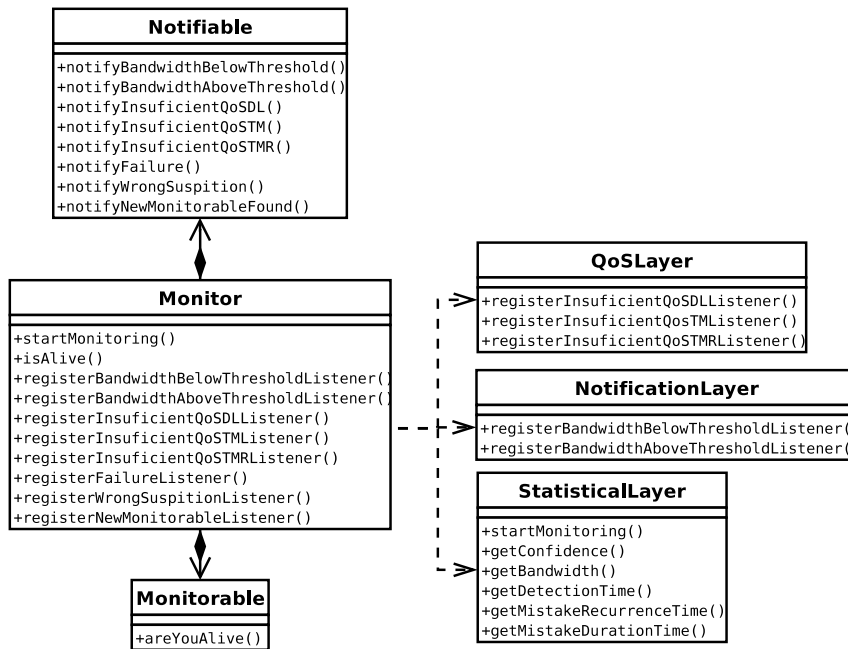 Notifiable
+notifyBandwidthBelowThreshold()
+notifyBandwidthAboveThreshold()
+notifyInsuficientQoSDL()
+notifyInsuficientQoSTM()
+notifyInsuficientQoSTMR()
+notifyFailure()
+notifyWrongSuspition()
+notifyNewMonitorableFound()
Monitor
+startMonitoring()
+isAlive()
+registerBandwidthBelowThresholdListener()
+registerBandwidthAboveThresholdListener()
+registerInsuficientQoSDLListener()
+registerInsuficientQoSTMListener()
+registerInsuficientQoSTMRListener()
+registerFailureListener()
+registerWrongSuspitionListener()
+registerNewMonitorableListener()
Monitorable
+areYouAlive()
QoSLayer
+registerInsuficientQoSDLListener()
+registerInsuficientQosTMListener()
+registerInsuficientQoSTMRListener()
NotificationLayer
+registerBandwidthBelowThresholdListener(
+registerBandwidthAboveThresholdListener(
StatisticalLayer
+startMonitoring()
+getConfidence()
+getBandwidth()
+getDetectionTime()
+getMistakeRecurrenceTime()
+getMistakeDurationTime()